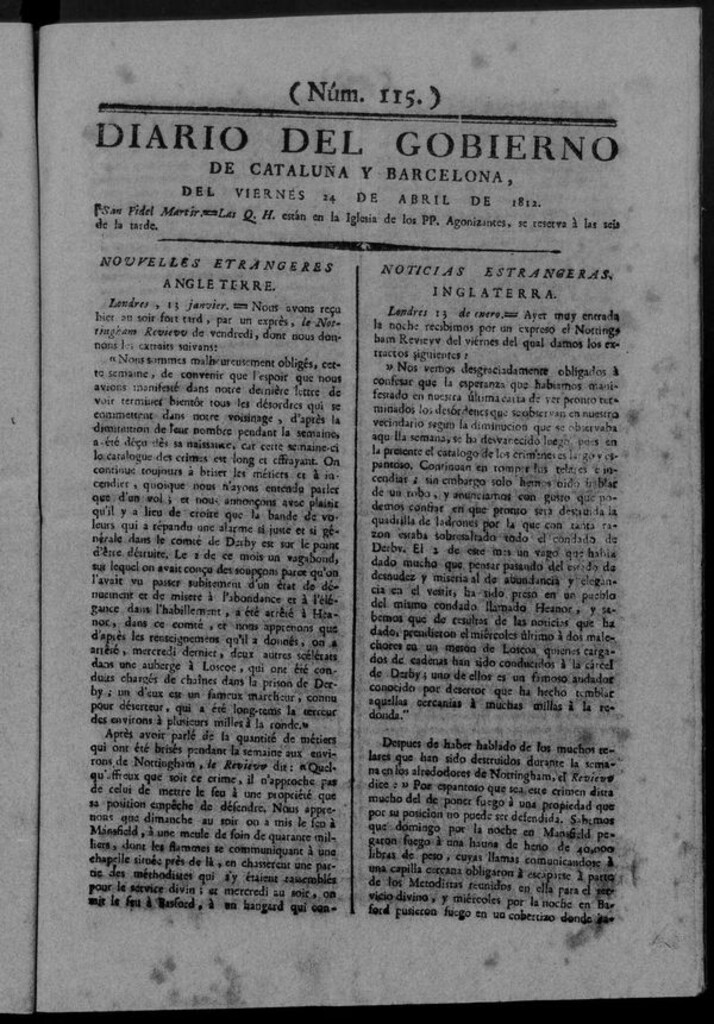 (Núm. 115.)
DIARIO DEL GOBIERNO
DE CATALUÑA Y BARCELONA,
DEL VIERNES 24 DE ABRIL DE 1812.
San Fidel Martir.=Las Q. H. están en la Iglesia de los PP. Agonizantes, se reserva à las seis
de la tarde.
NOUVELLES ETRANGERES
ANGLETERRE.
Londres, 13 janvier. = Nous avons reçu
hier au soir fort tard, par un exprès, le Not-
tingham Revievv de vendredi, dont nous don-
nons les extraits suivans:
«Nous sommes malheureusement obligés, cet-
te semaine, de convenir que l'espoir que nous
avions manifesté dans notre dernière lettre de
voir terminer bientôt tous les désordres qui se
commettent dans notre voisinage, d'après la
diminution de leur nombre pendant la semaine,
a été déçu dès sa naissance, car cette semaine-ci
le catalogue des crimes est long et effrayant. On
continue toujours à briser les métiers et à in-
cendier, quoique nous n'ayons entendu parler
que d'un vol; et nous annonçons avec plaisir
qu'il y a lieu de croire que la bande de vo-
leurs qui a répandu une alarme si juste et si gé-
nérale dans le comté de Derby est sur le point
d'être détruite. Le 2 de ce mois un vagabond,
sur lequel on avait conçu des soupçons parce qu'on
l'avait vu passer subitement d'un état de dé-
nuement et de misere à l'abondance et à l'élé-
gance dans l'habillement, a été arrêté à Hea-
nor, dans ce comté, et nous apprenons que
d'après les renseignemens qu'il a donnés, on a
arrêté, mercredi dernier, deux autres scélérats
dans une auberge à Loscoe, qui ont été con-
duits chargés de chaînes dans la prison de Der-
by; un d'eux est un fameux marcheur, connu
pour déserteur, qui a été long-tems la terreur
des environs à plusieurs milles à la ronde.»
Après avoir parlé de la quantité de métiers
qui ont été brisés pendant la semaine aux envi-
rons de Nottingham, le Revievv dit: «Quel-
qu'affreux que soit ce crime, il n'approche pas
de celui de mettre le feu à une propriété que
sa position empêche de défendre. Nous appre-
nons que dimanche au soir on a mis le feu à
Mansfield, à une meule de foin de quarante mil-
liers, dont les flammes se communiquant à une
chapelle située près de là, en chasserent une par-
tie des méthodistes qui s'y étaient rassemblés
pour le service divin; et mercredi au soir, on
mit le feu à Basford, à un hangard qui con-
NOTICIAS ESTRANGERAS.
INGLATERRA.
Londres 13 de enero.= Ayer muy entrada
la noche recibimos por un expreso el Notting-
ham Revievv del viernes del qual damos los ex-
tractos siguientes:
» Nos vemos desgraciadamente obligados à
confesar que la esperanza que habiamos mani-
festado en nuestra última carta de ver pronto ter-
minados los desórdenes que se observan en nuestro
vecindario segun la diminucion que se observaba
aquella semana, se ha desvanecido luego, pues en
la presente el catalogo de los crimenes es largo y es-
pantoso. Continuan en romper los telares e in-
cendias; sin embargo solo hemos oido hablar
de un robo, y anunciamos con gusto que po-
demos confiar en que pronto será destruida la
quadrilla de ladrones por la que con tanta ra-
zon estaba sobresaltado todo el condado de
Derby. El 2 de este mes un vago que habia
dado mucho que pensar pasando del estado de
desnudez y miseria al de abundancia y elegan-
cia en el vestir, ha sido preso en un pueblo
del mismo condado llamado Heanor, y sa-
bemos que de resultas de las noticias que ha
dado, prendieron el miércoles último à dos mal-
chores en un meson de Loscoa quienes carga-
dos de cadenas han sido conducidos à la cárcel
de Derby; uno de ellos es un famoso andador
conocido por desertor que ha hecho temblar
aquellas cercanias à muchas millas à la re-
donda."
Despues de haber hablado de los muchos te-
lares que han sido destruidos durante la sema-
na en los alrededores de Nottingham, el Revievv
dice: » Por espantoso que sea este crimen dista
mucho del de poner fuego à una propiedad que
por su posicion no puede ser defendida. Sabemos
que domingo por la noche en Mansfield pe-
garon fuego à una hauna de heno de 40,000
libras de peso, cuyas llamas comunicandose à
una capilla cercana obligaron à escaparse à parte
de los Metodistas reunidos en ella para el ser-
vicio divino, y miércoles por la noche en Ba-
ford pusieron fuego en un cobertizo donde ha-